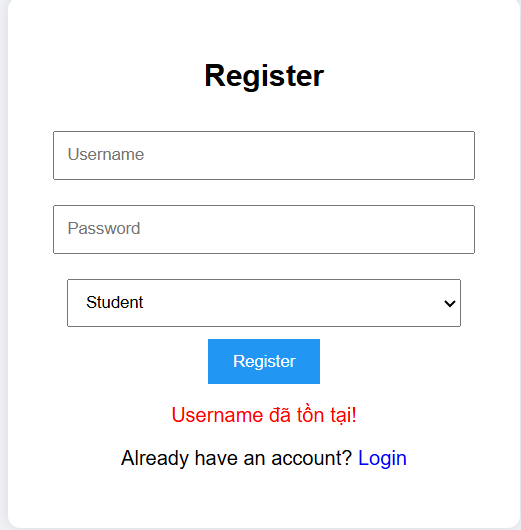 Register
Username
Password
Student
Register
Username đã tồn tại!
Already have an account? Login